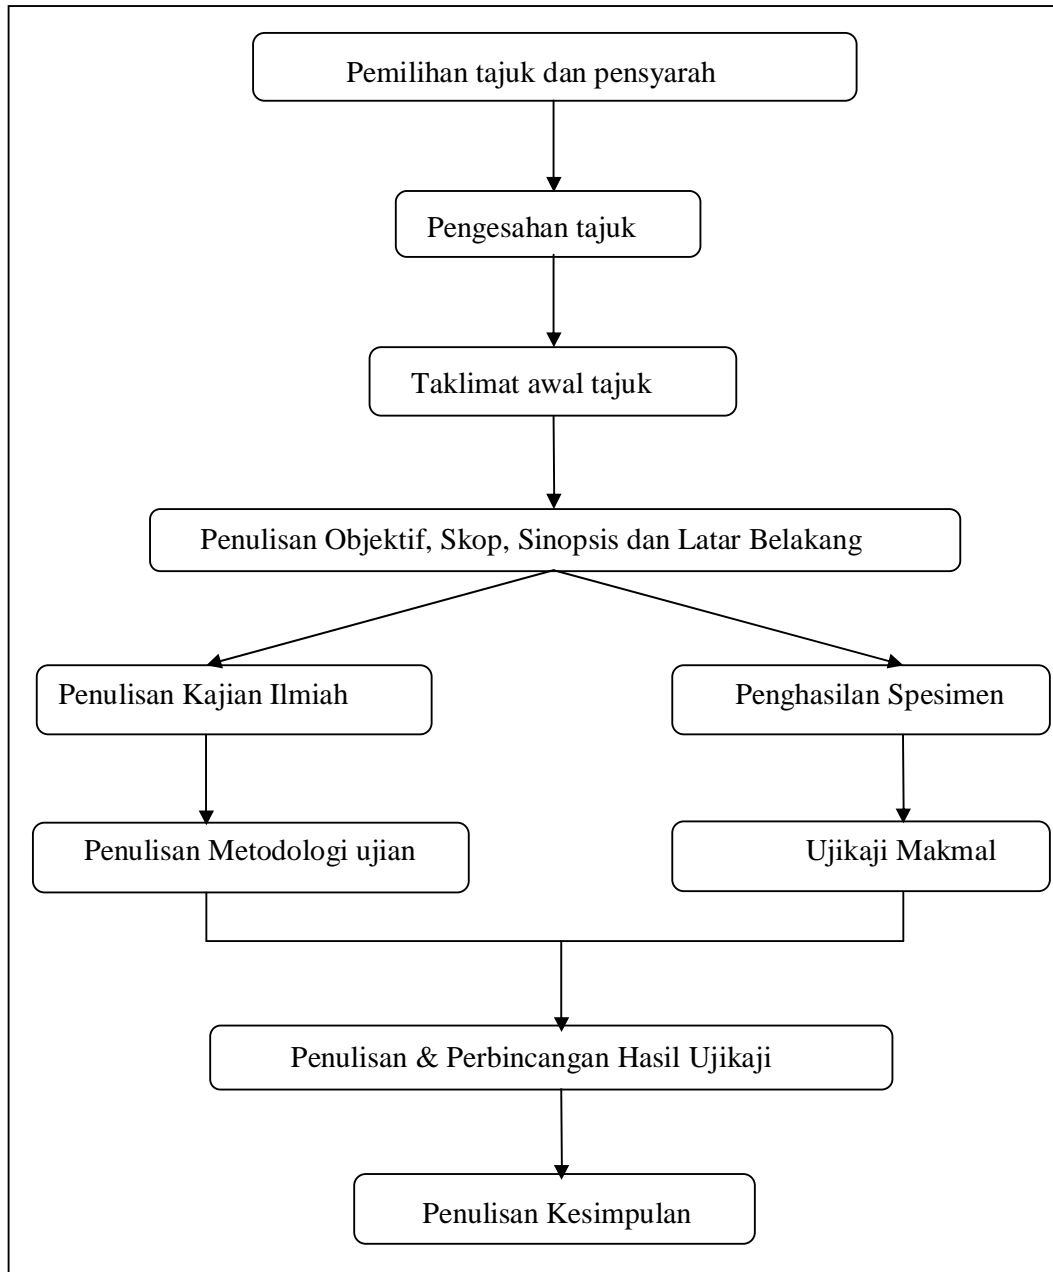 Pemilihan tajuk dan pensyarah
Pengesahan tajuk
Taklimat awal tajuk
Penulisan Objektif, Skop, Sinopsis dan Latar Belakang
Penulisan Kajian Ilmiah
Penghasilan Spesimen
Penulisan Metodologi ujian
Ujikaji Makmal
Penulisan & Perbincangan Hasil Ujikaji
Penulisan Kesimpulan